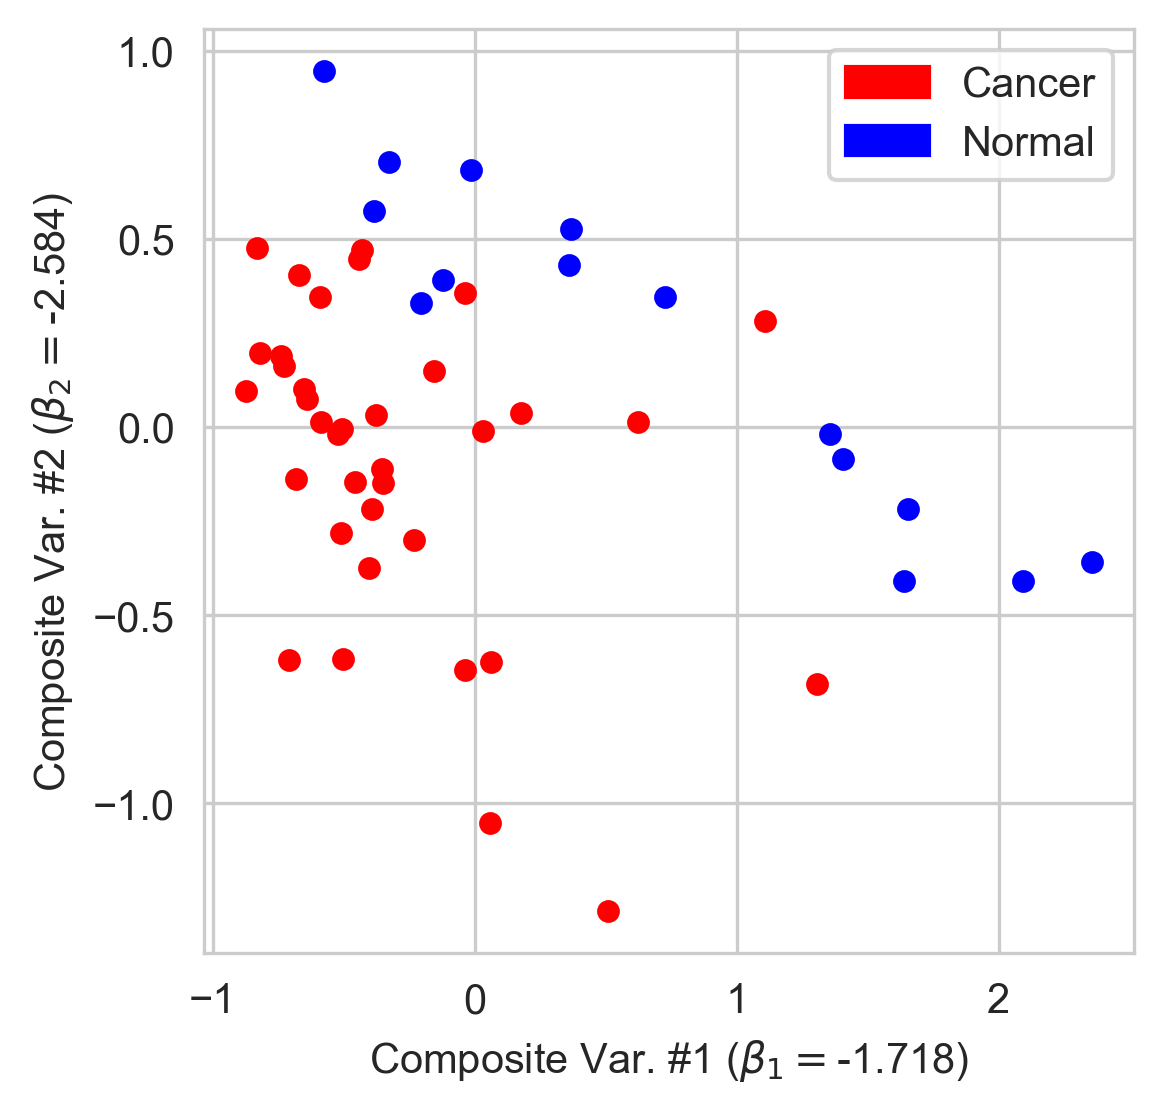 Cancer
Normal
1.0
0.5
0.0
−0.5
−1.0
−1
0
1
2
Composite Var. #2 (β₂ = -2.584)
Composite Var. #1 (β₁ = -1.718)